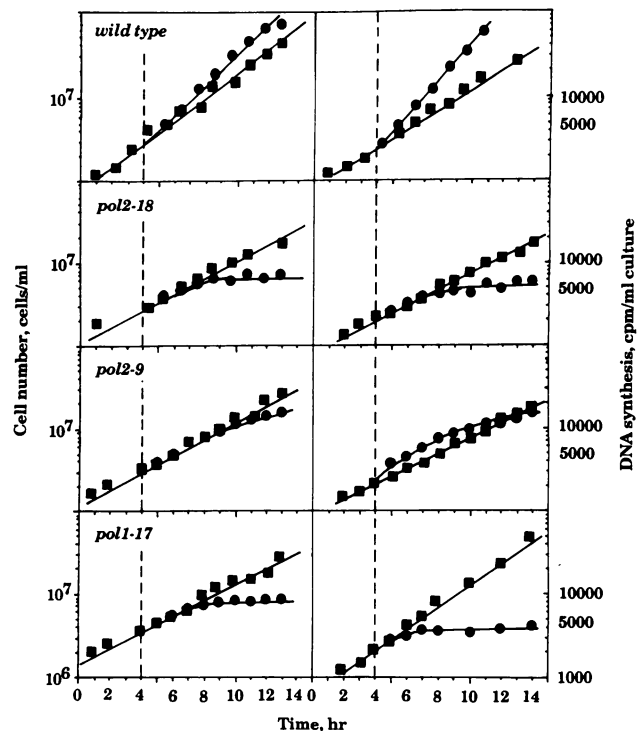 wild type
10⁷
10000
5000
pol2-18
10⁷
10000
5000
pol2-9
10⁷
10000
5000
pol1-17
10⁷
10000
5000
10⁶
1000
0 2 4 6 8 10 12 14 0 2 4 6 8 10 12 14
Time, hr
Cell number, cells/ml
DNA synthesis, cpm/ml culture